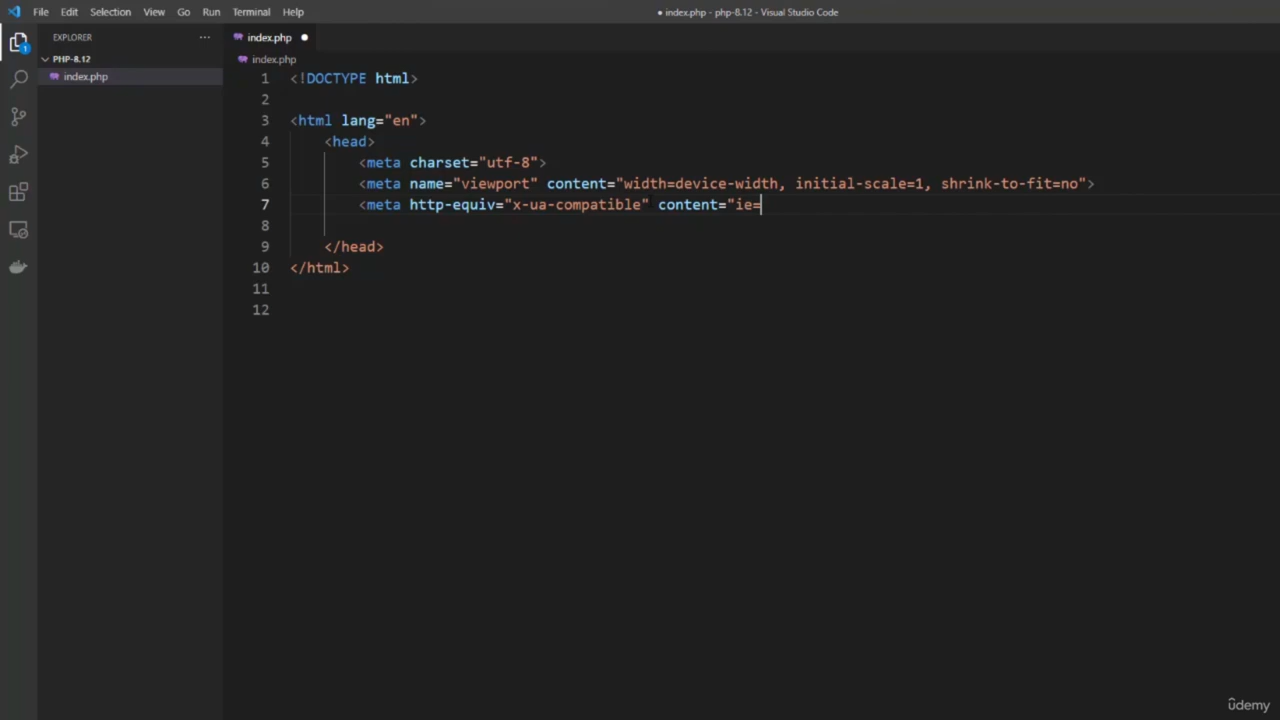 File Edit Selection View Go Run Terminal Help
● index.php - php-8.12 - Visual Studio Code
EXPLORER ···
index.php ●
PHP-8.12
index.php
index.php
1 <!DOCTYPE html>
2
3 <html lang="en">
4 <head>
5 <meta charset="utf-8">
6 <meta name="viewport" content="width=device-width, initial-scale=1, shrink-to-fit=no">
7 <meta http-equiv="x-ua-compatible" content="ie=
8
9 </head>
10 </html>
11
12
1
ûdemy